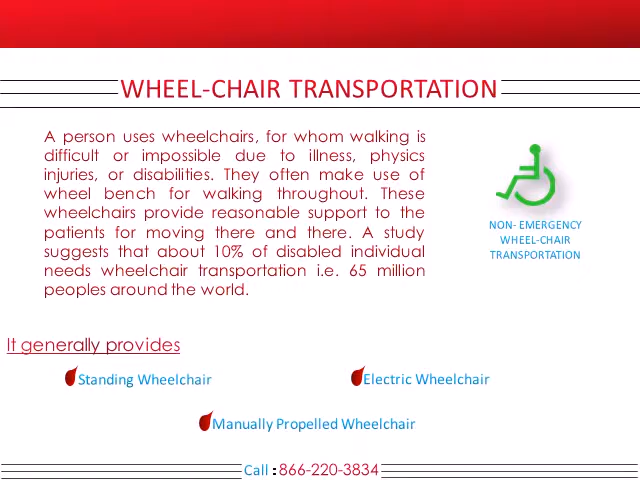 WHEEL-CHAIR TRANSPORTATION
A person uses wheelchairs, for whom walking is
difficult or impossible due to illness, physics
injuries, or disabilities. They often make use of
wheel bench for walking throughout. These
wheelchairs provide reasonable support to the
patients for moving there and there. A study
suggests that about 10% of disabled individual
needs wheelchair transportation i.e. 65 million
peoples around the world.
NON- EMERGENCY
WHEEL-CHAIR
TRANSPORTATION
It generally provides
Standing Wheelchair
Electric Wheelchair
Manually Propelled Wheelchair
Call : 866-220-3834